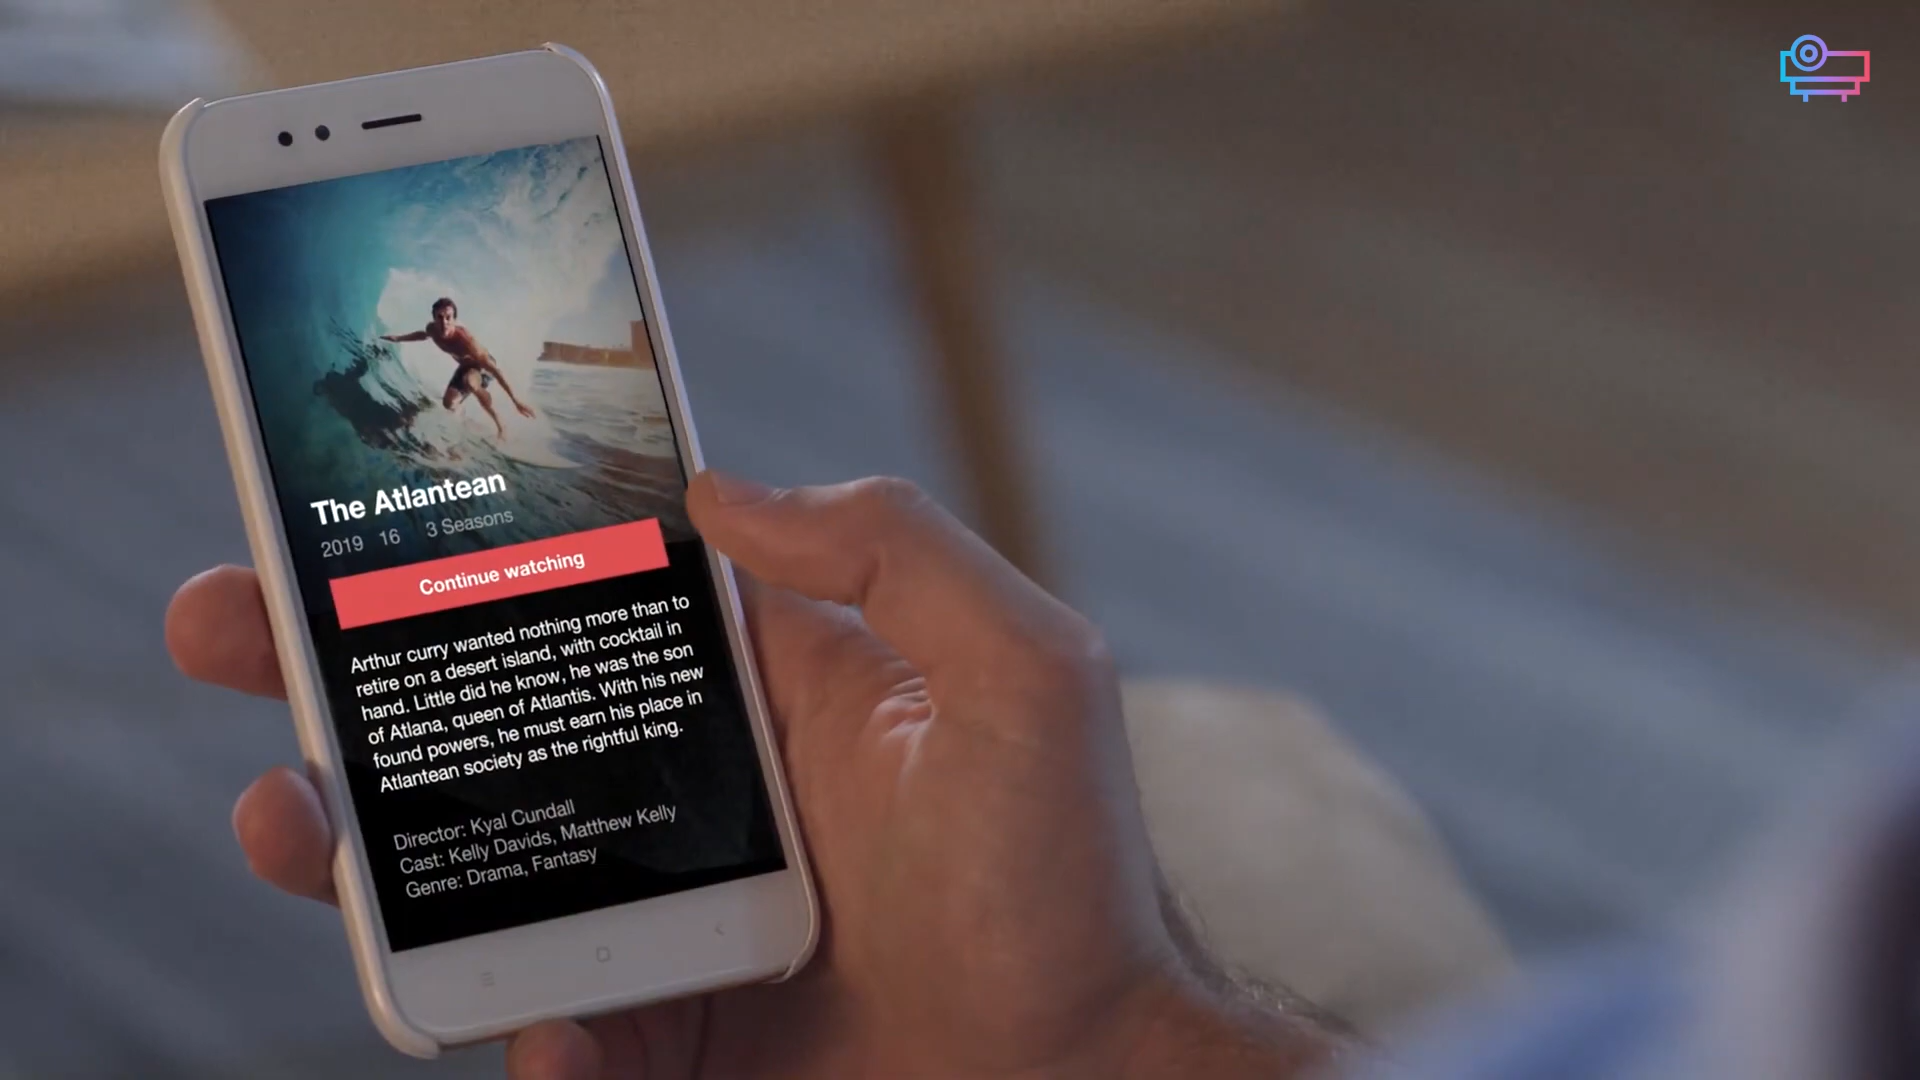 The Atlantean
2019 16 3 Seasons
Continue watching
Arthur curry wanted nothing more than to
retire on a desert island, with cocktail in
hand. Little did he know, he was the son
of Atlana, queen of Atlantis. With his new
found powers, he must earn his place in
Atlantean society as the rightful king.
Director: Kyal Cundall
Cast: Kelly Davids, Matthew Kelly
Genre: Drama, Fantasy